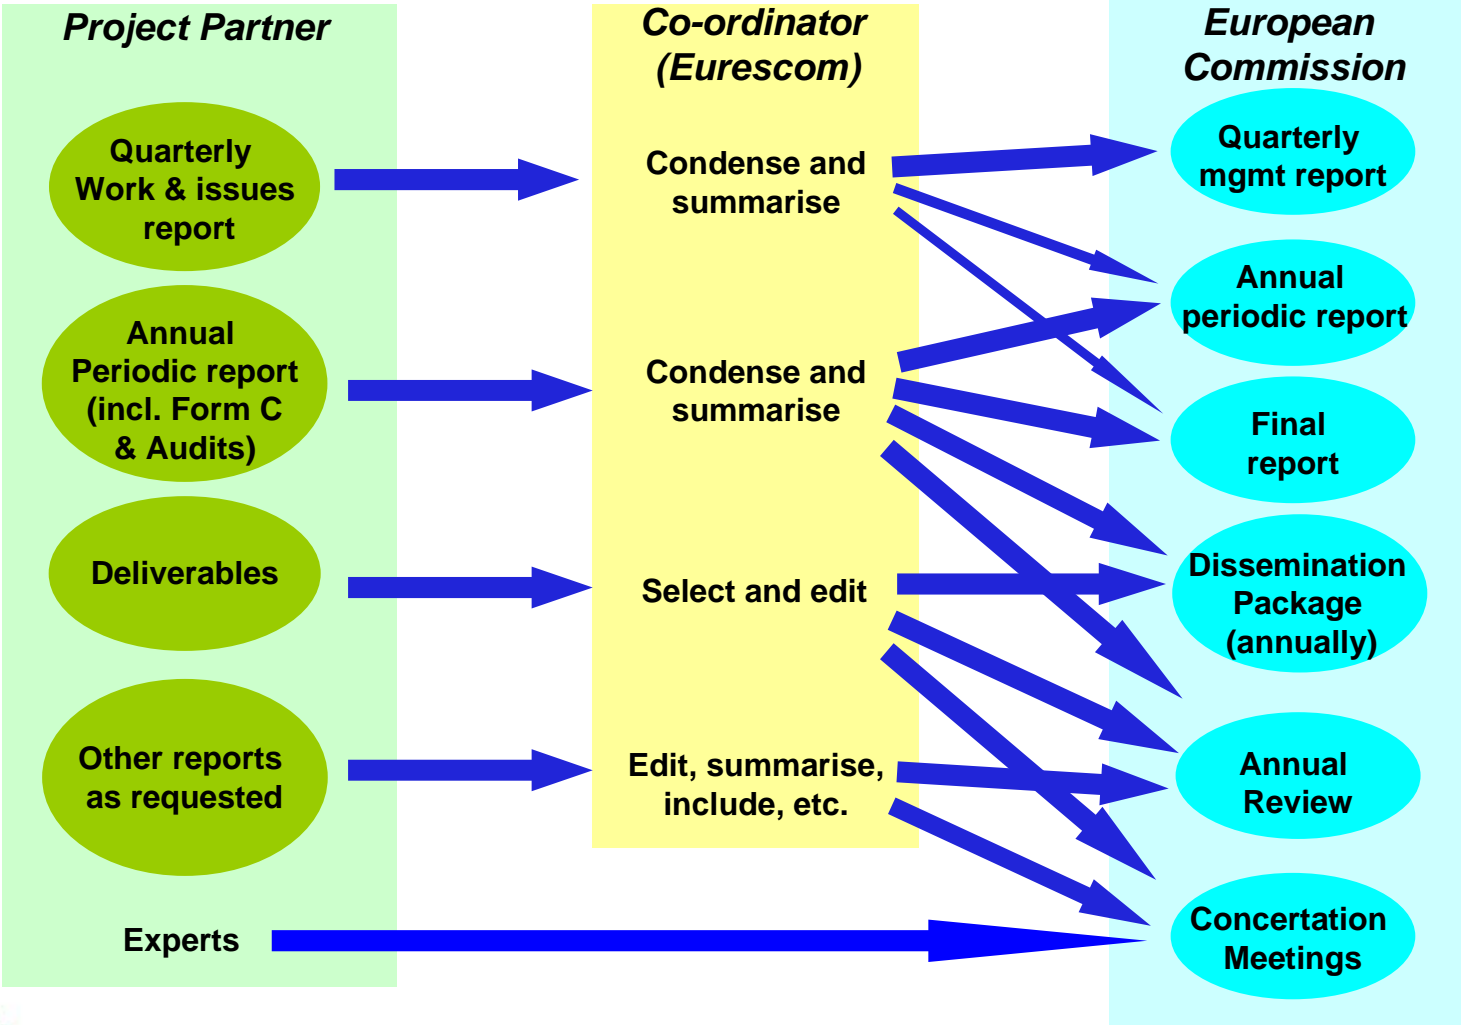 Project Partner
Co-ordinator
(Eurescom)
European
Commission
Quarterly
Work & issues
report
Condense and
summarise
Quarterly
mgmt report
Annual
Periodic report
(incl. Form C
& Audits)
Condense and
summarise
Annual
periodic report
Final
report
Deliverables
Select and edit
Dissemination
Package
(annually)
Other reports
as requested
Edit, summarise,
include, etc.
Annual
Review
Experts
Concertation
Meetings